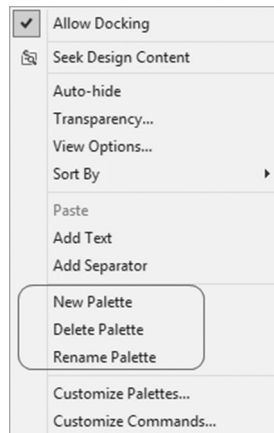 Allow Docking
Seek Design Content
Auto-hide
Transparency...
View Options...
Sort By
Paste
Add Text
Add Separator
New Palette
Delete Palette
Rename Palette
Customize Palettes...
Customize Commands...